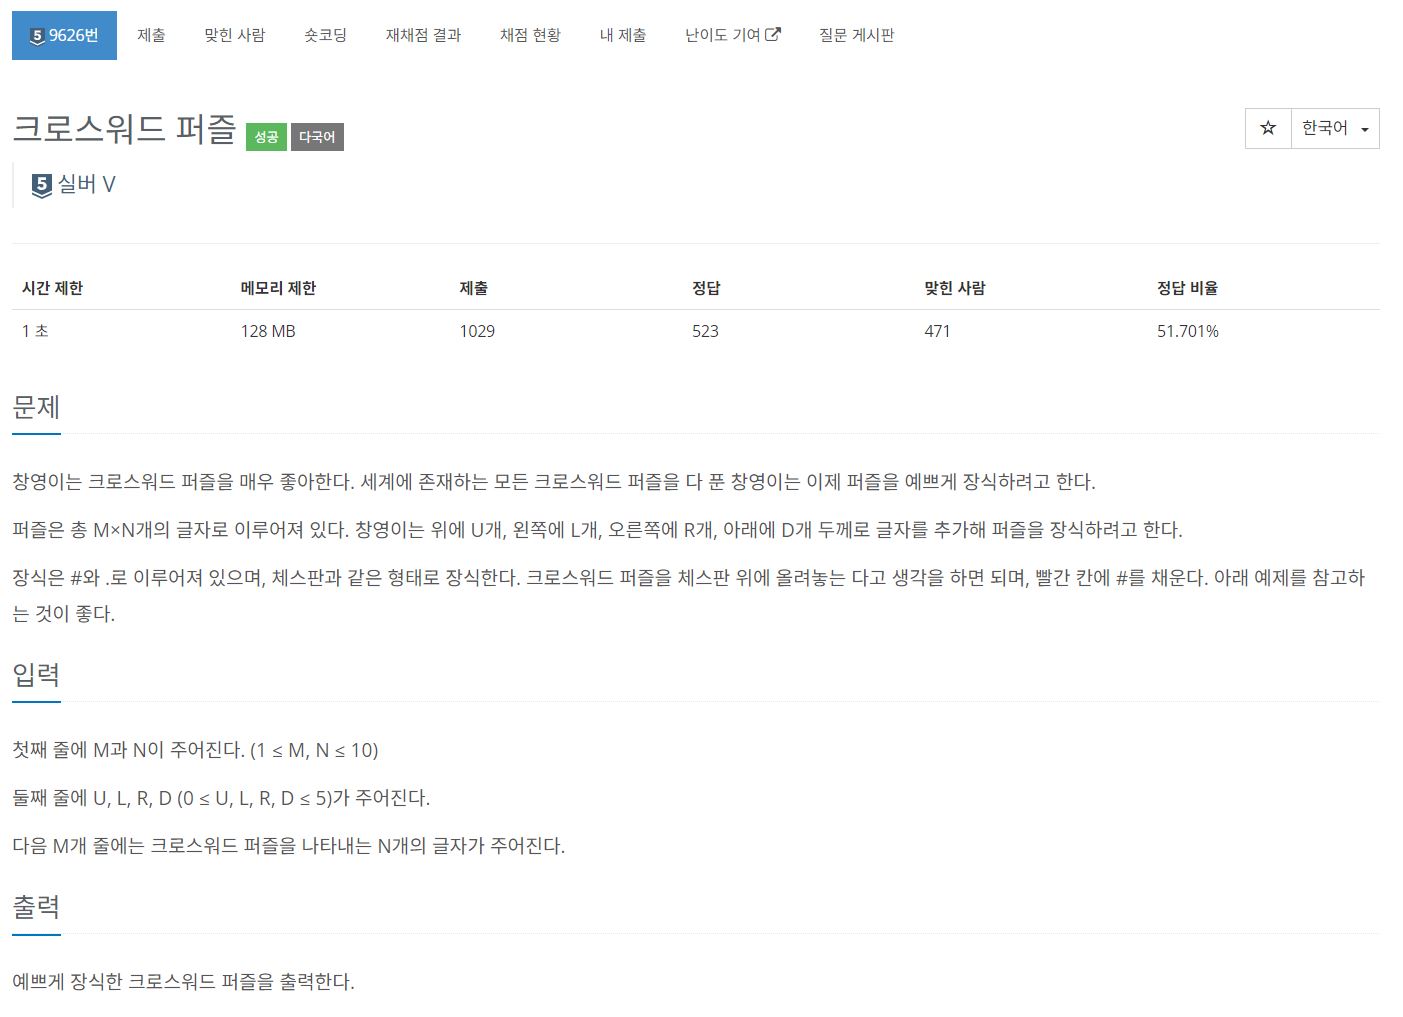 5 9626번 제출 맞힌 사람 숏코딩 재채점 결과 채점 현황 내 제출 난이도 기여 질문 게시판
크로스워드 퍼즐 성공 다국어 한국어
5 실버 V
시간 제한 메모리 제한 제출 정답 맞힌 사람 정답 비율
1 초 128 MB 1029 523 471 51.701%
문제
창영이는 크로스워드 퍼즐을 매우 좋아한다. 세계에 존재하는 모든 크로스워드 퍼즐을 다 푼 창영이는 이제 퍼즐을 예쁘게 장식하려고 한다.
퍼즐은 총 M×N개의 글자로 이루어져 있다. 창영이는 위에 U개, 왼쪽에 L개, 오른쪽에 R개, 아래에 D개 두께로 글자를 추가해 퍼즐을 장식하려고 한다.
장식은 #와 .로 이루어져 있으며, 체스판과 같은 형태로 장식한다. 크로스워드 퍼즐을 체스판 위에 올려놓는 다고 생각을 하면 되며, 빨간 칸에 #를 채운다. 아래 예제를 참고하
는 것이 좋다.
입력
첫째 줄에 M과 N이 주어진다. (1 ≤ M, N ≤ 10)
둘째 줄에 U, L, R, D (0 ≤ U, L, R, D ≤ 5)가 주어진다.
다음 M개 줄에는 크로스워드 퍼즐을 나타내는 N개의 글자가 주어진다.
출력
예쁘게 장식한 크로스워드 퍼즐을 출력한다.